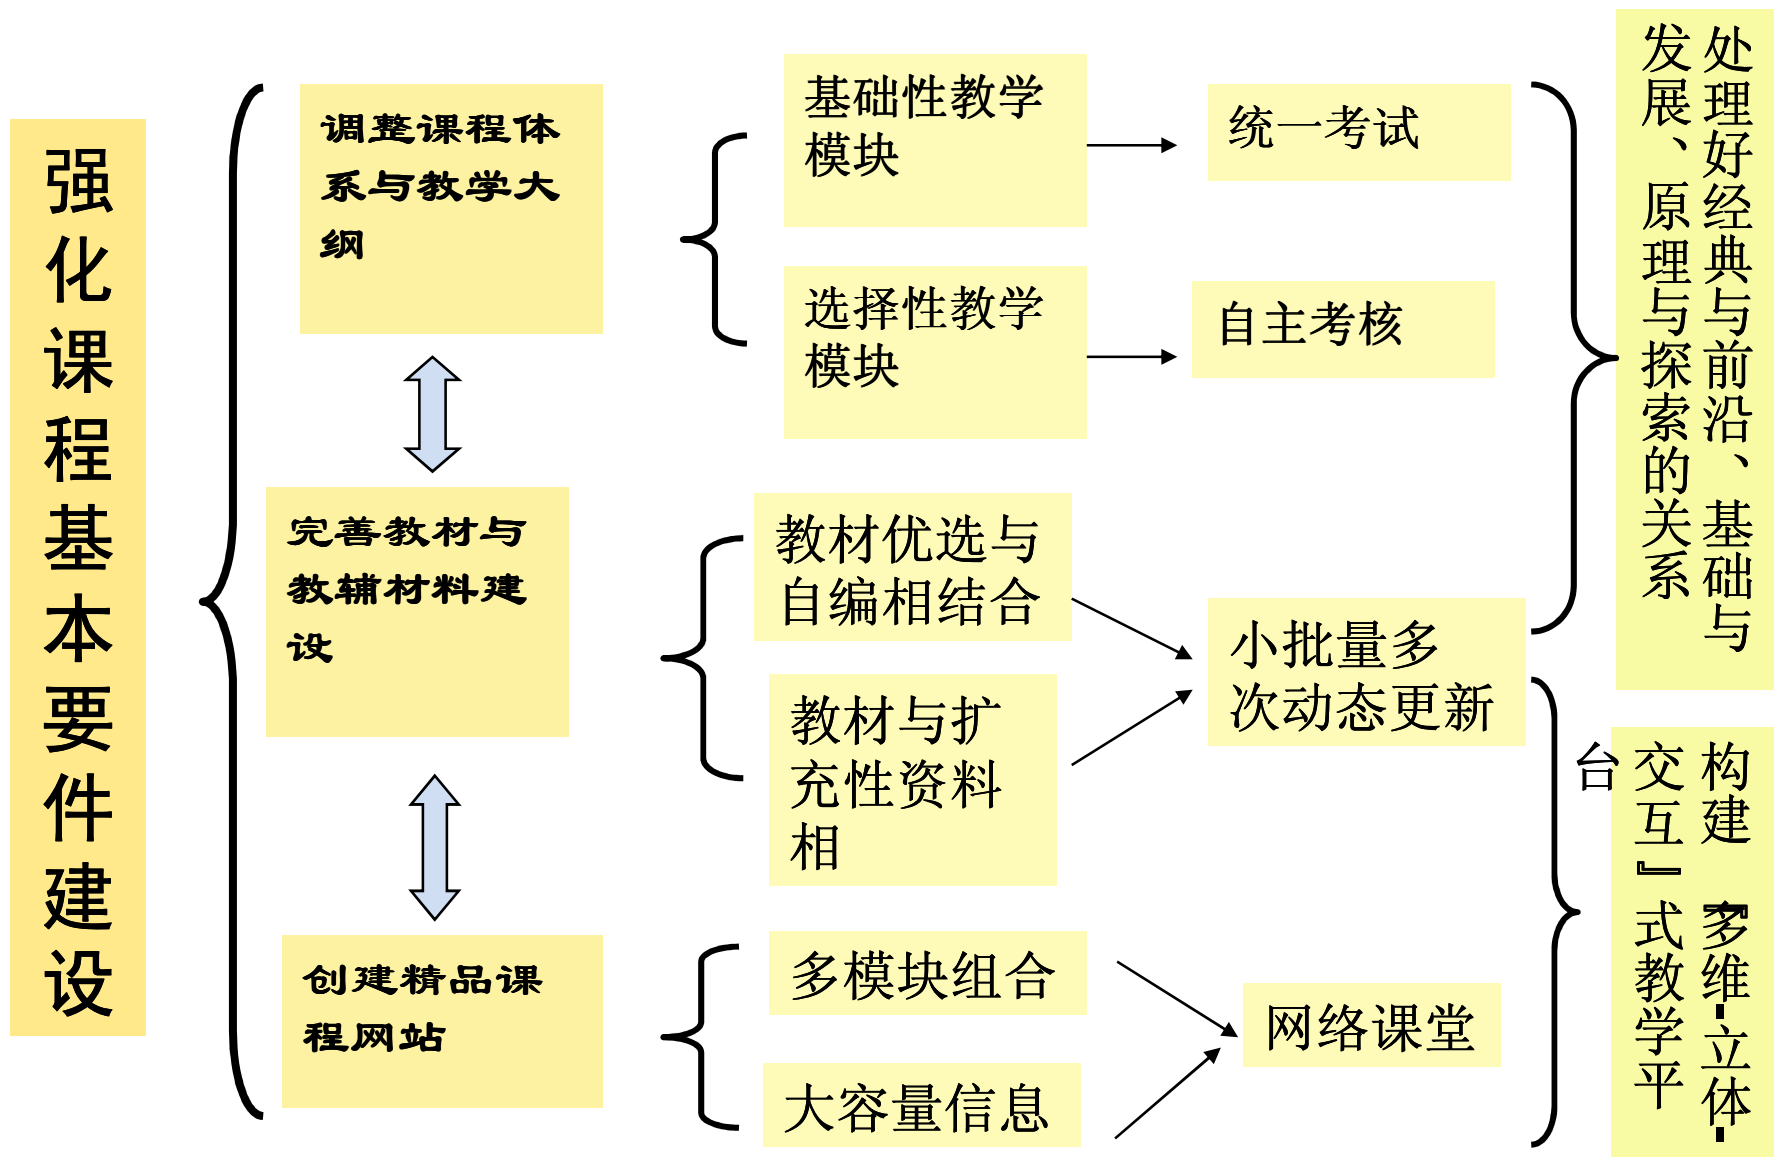 强化课程基本要件建设
调整课程体
系与教学大
纲
完善教材与
教辅材料建
设
创建精品课
程网站
基础性教学
模块
选择性教学
模块
教材优选与
自编相结合
教材与扩
充性资料
相
多模块组合
大容量信息
统一考试
自主考核
小批量多
次动态更新
网络课堂
处理好经典与前沿、基础与
发展、原理与探索的关系
构建『多维-立体-
交互』式教学平
台